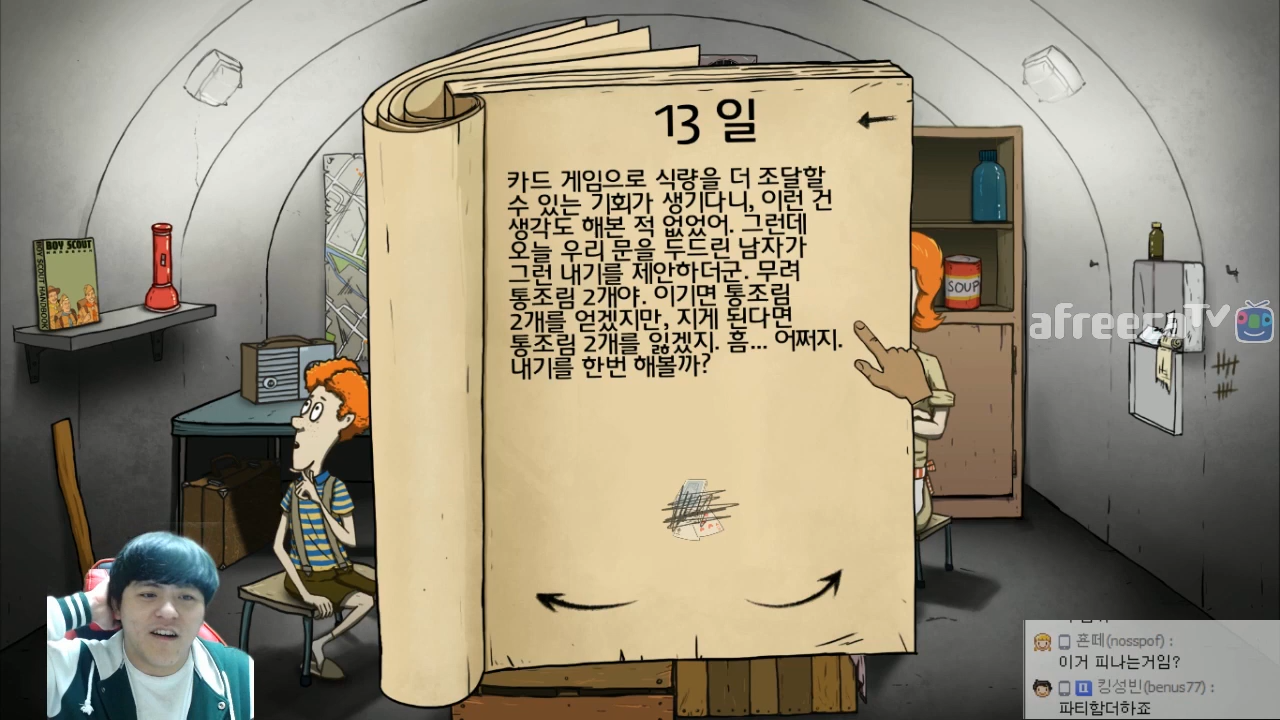 13 일
카드 게임으로 식량을 더 조달할
수 있는 기회가 생기다니, 이런 건
생각도 해본 적 없었어. 그런데
오늘 우리 문을 두드린 남자가
그런 내기를 제안하더군. 무려
통조림 2개야. 이기면 통조림
2개를 얻겠지만, 지게 된다면
통조림 2개를 잃겠지. 흠... 어쩌지.
내기를 한번 해볼까?
BOY SCOUT
BOY SCOUT HANDBOOK
SOUP
afreecaTV
흔떼(nosspof) :
이거 피나는거임?
킹성빈(benus77) :
파티함더하죠